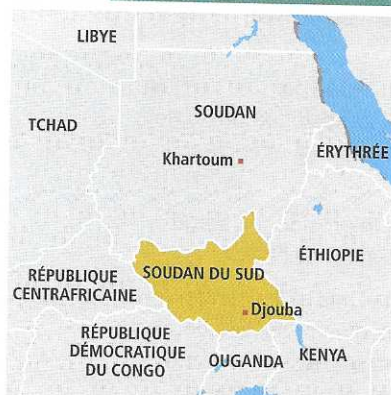 LIBYE
TCHAD
SOUDAN
Khartoum
ÉRYTHRÉE
ÉTHIOPIE
RÉPUBLIQUE
CENTRAFRICAINE
SOUDAN DU SUD
Djouba
RÉPUBLIQUE
DÉMOCRATIQUE
DU CONGO
OUGANDA
KENYA